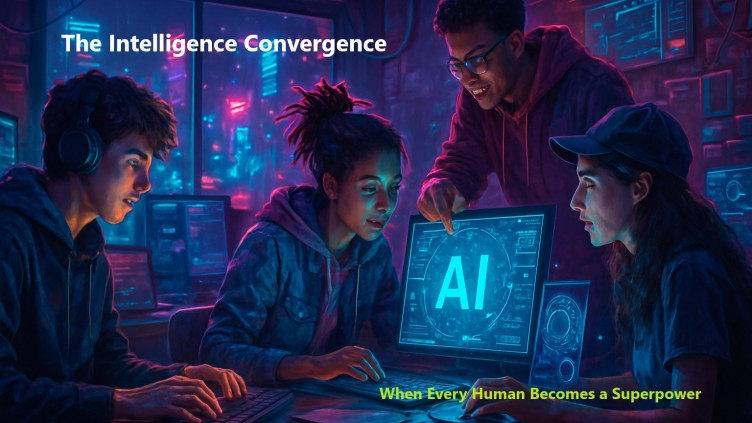 The Intelligence Convergence
AI
When Every Human Becomes a Superpower